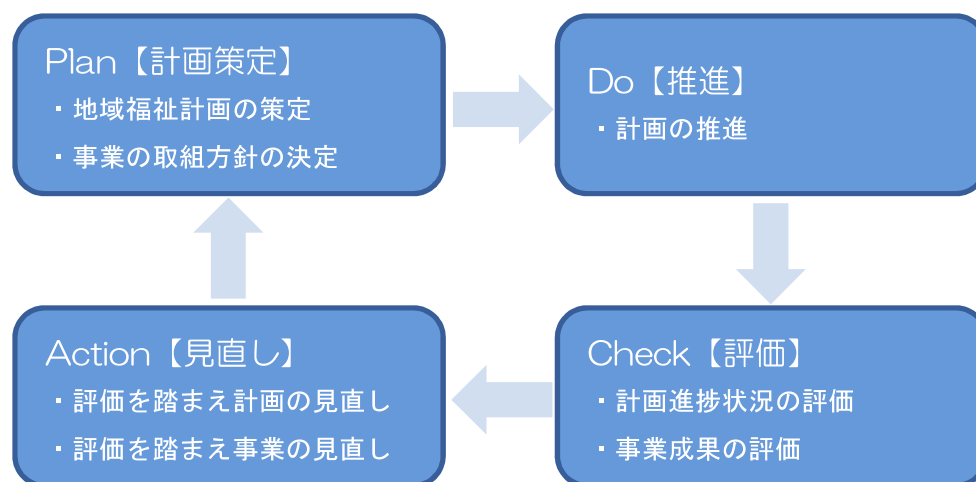 Plan【計画策定】
・地域福祉計画の策定
・事業の取組方針の決定
Do【推進】
・計画の推進
Check【評価】
・計画進捗状況の評価
・事業成果の評価
Action【見直し】
・評価を踏まえ計画の見直し
・評価を踏まえ事業の見直し